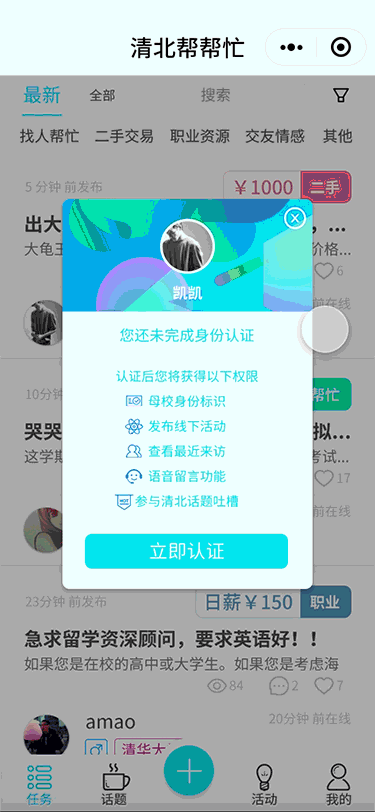 清北帮帮忙
最新 全部 搜索
找人帮忙 二手交易 职业资源 交友情感 其他
5分钟 前发布 ￥1000 二手
出大
，...
大龟王
价格...
6
凯凯
前在线
您还未完成身份认证
认证后您将获得以下权限
母校身份标识
发布线下活动
查看最近来访
语音留言功能
参与清北话题吐槽
立即认证
10分钟
帮忙
哭哭
拟...
这学期
考试...
17
前在线
23分钟 前发布 日薪￥150 职业
急求留学资深顾问，要求英语好！！
如果您是在校的高中或大学生。如果您是考虑海
84 2 7
amao 20分钟 前在线
清华大
任务 话题 活动 我的